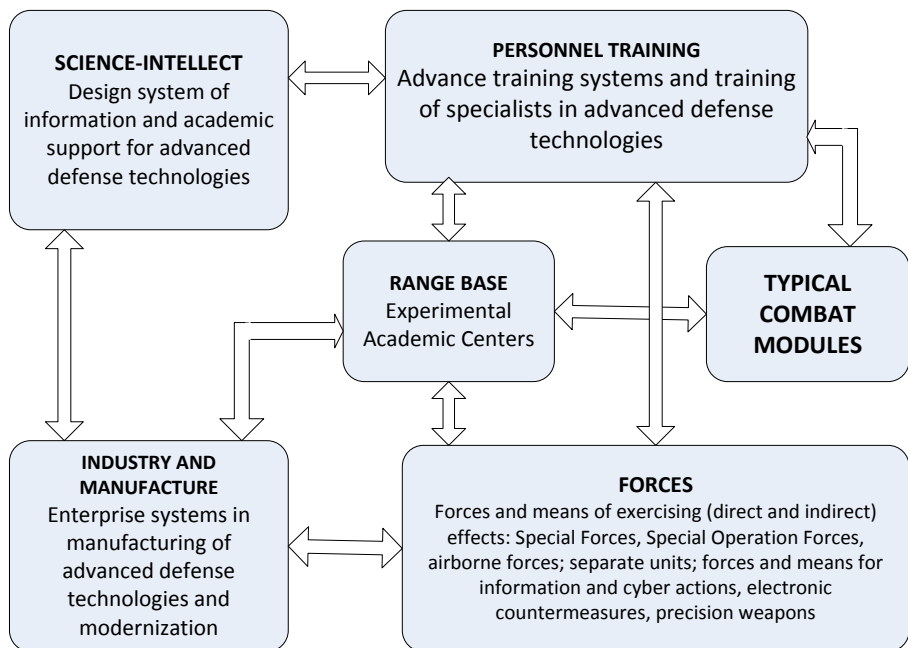 SCIENCE-INTELLECT
Design system of
information and academic
support for advanced
defense technologies
PERSONNEL TRAINING
Advance training systems and training
of specialists in advanced defense
technologies
RANGE BASE
Experimental
Academic Centers
TYPICAL
COMBAT
MODULES
INDUSTRY AND
MANUFACTURE
Enterprise systems in
manufacturing of
advanced defense
technologies and
modernization
FORCES
Forces and means of exercising (direct and indirect)
effects: Special Forces, Special Operation Forces,
airborne forces; separate units; forces and means for
information and cyber actions, electronic
countermeasures, precision weapons